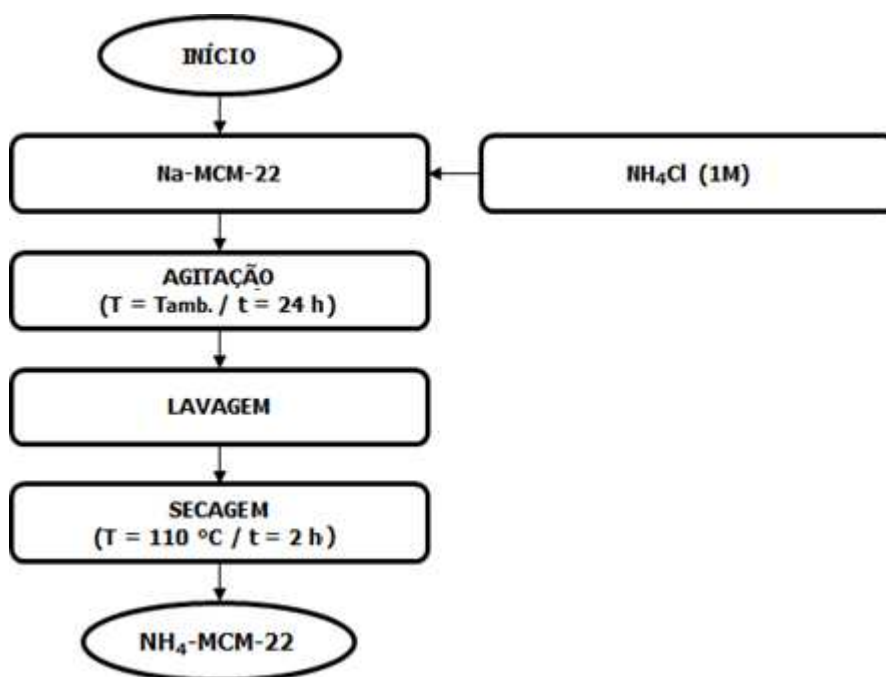 INÍCIO
Na-MCM-22
NH₄Cl (1M)
AGITAÇÃO
(T = Tamb. / t = 24 h)
LAVAGEM
SECAGEM
(T = 110 °C / t = 2 h)
NH₄-MCM-22